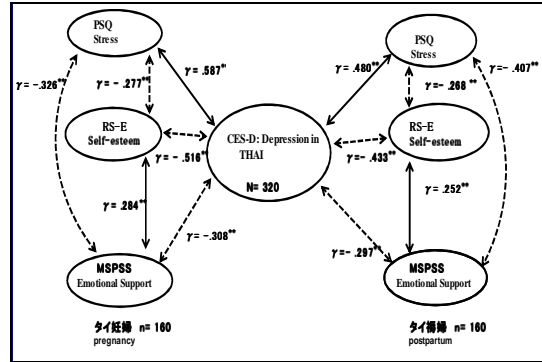 PSQ
Stress
γ = .587**
γ = -.277**
γ = -.326**
RS-E
Self-esteem
γ = -.516**
γ = .284**
γ = -.308**
MSPSS
Emotional Support
タイ妊婦 n= 160
pregnancy
CES-D: Depression in
THAI
N= 320
PSQ
Stress
γ = .480**
γ = -.407**
γ = -.268 **
RS-E
Self-esteem
γ = -.433**
γ = .252**
γ = -.297**
MSPSS
Emotional Support
タイ褥婦 n= 160
postpartum